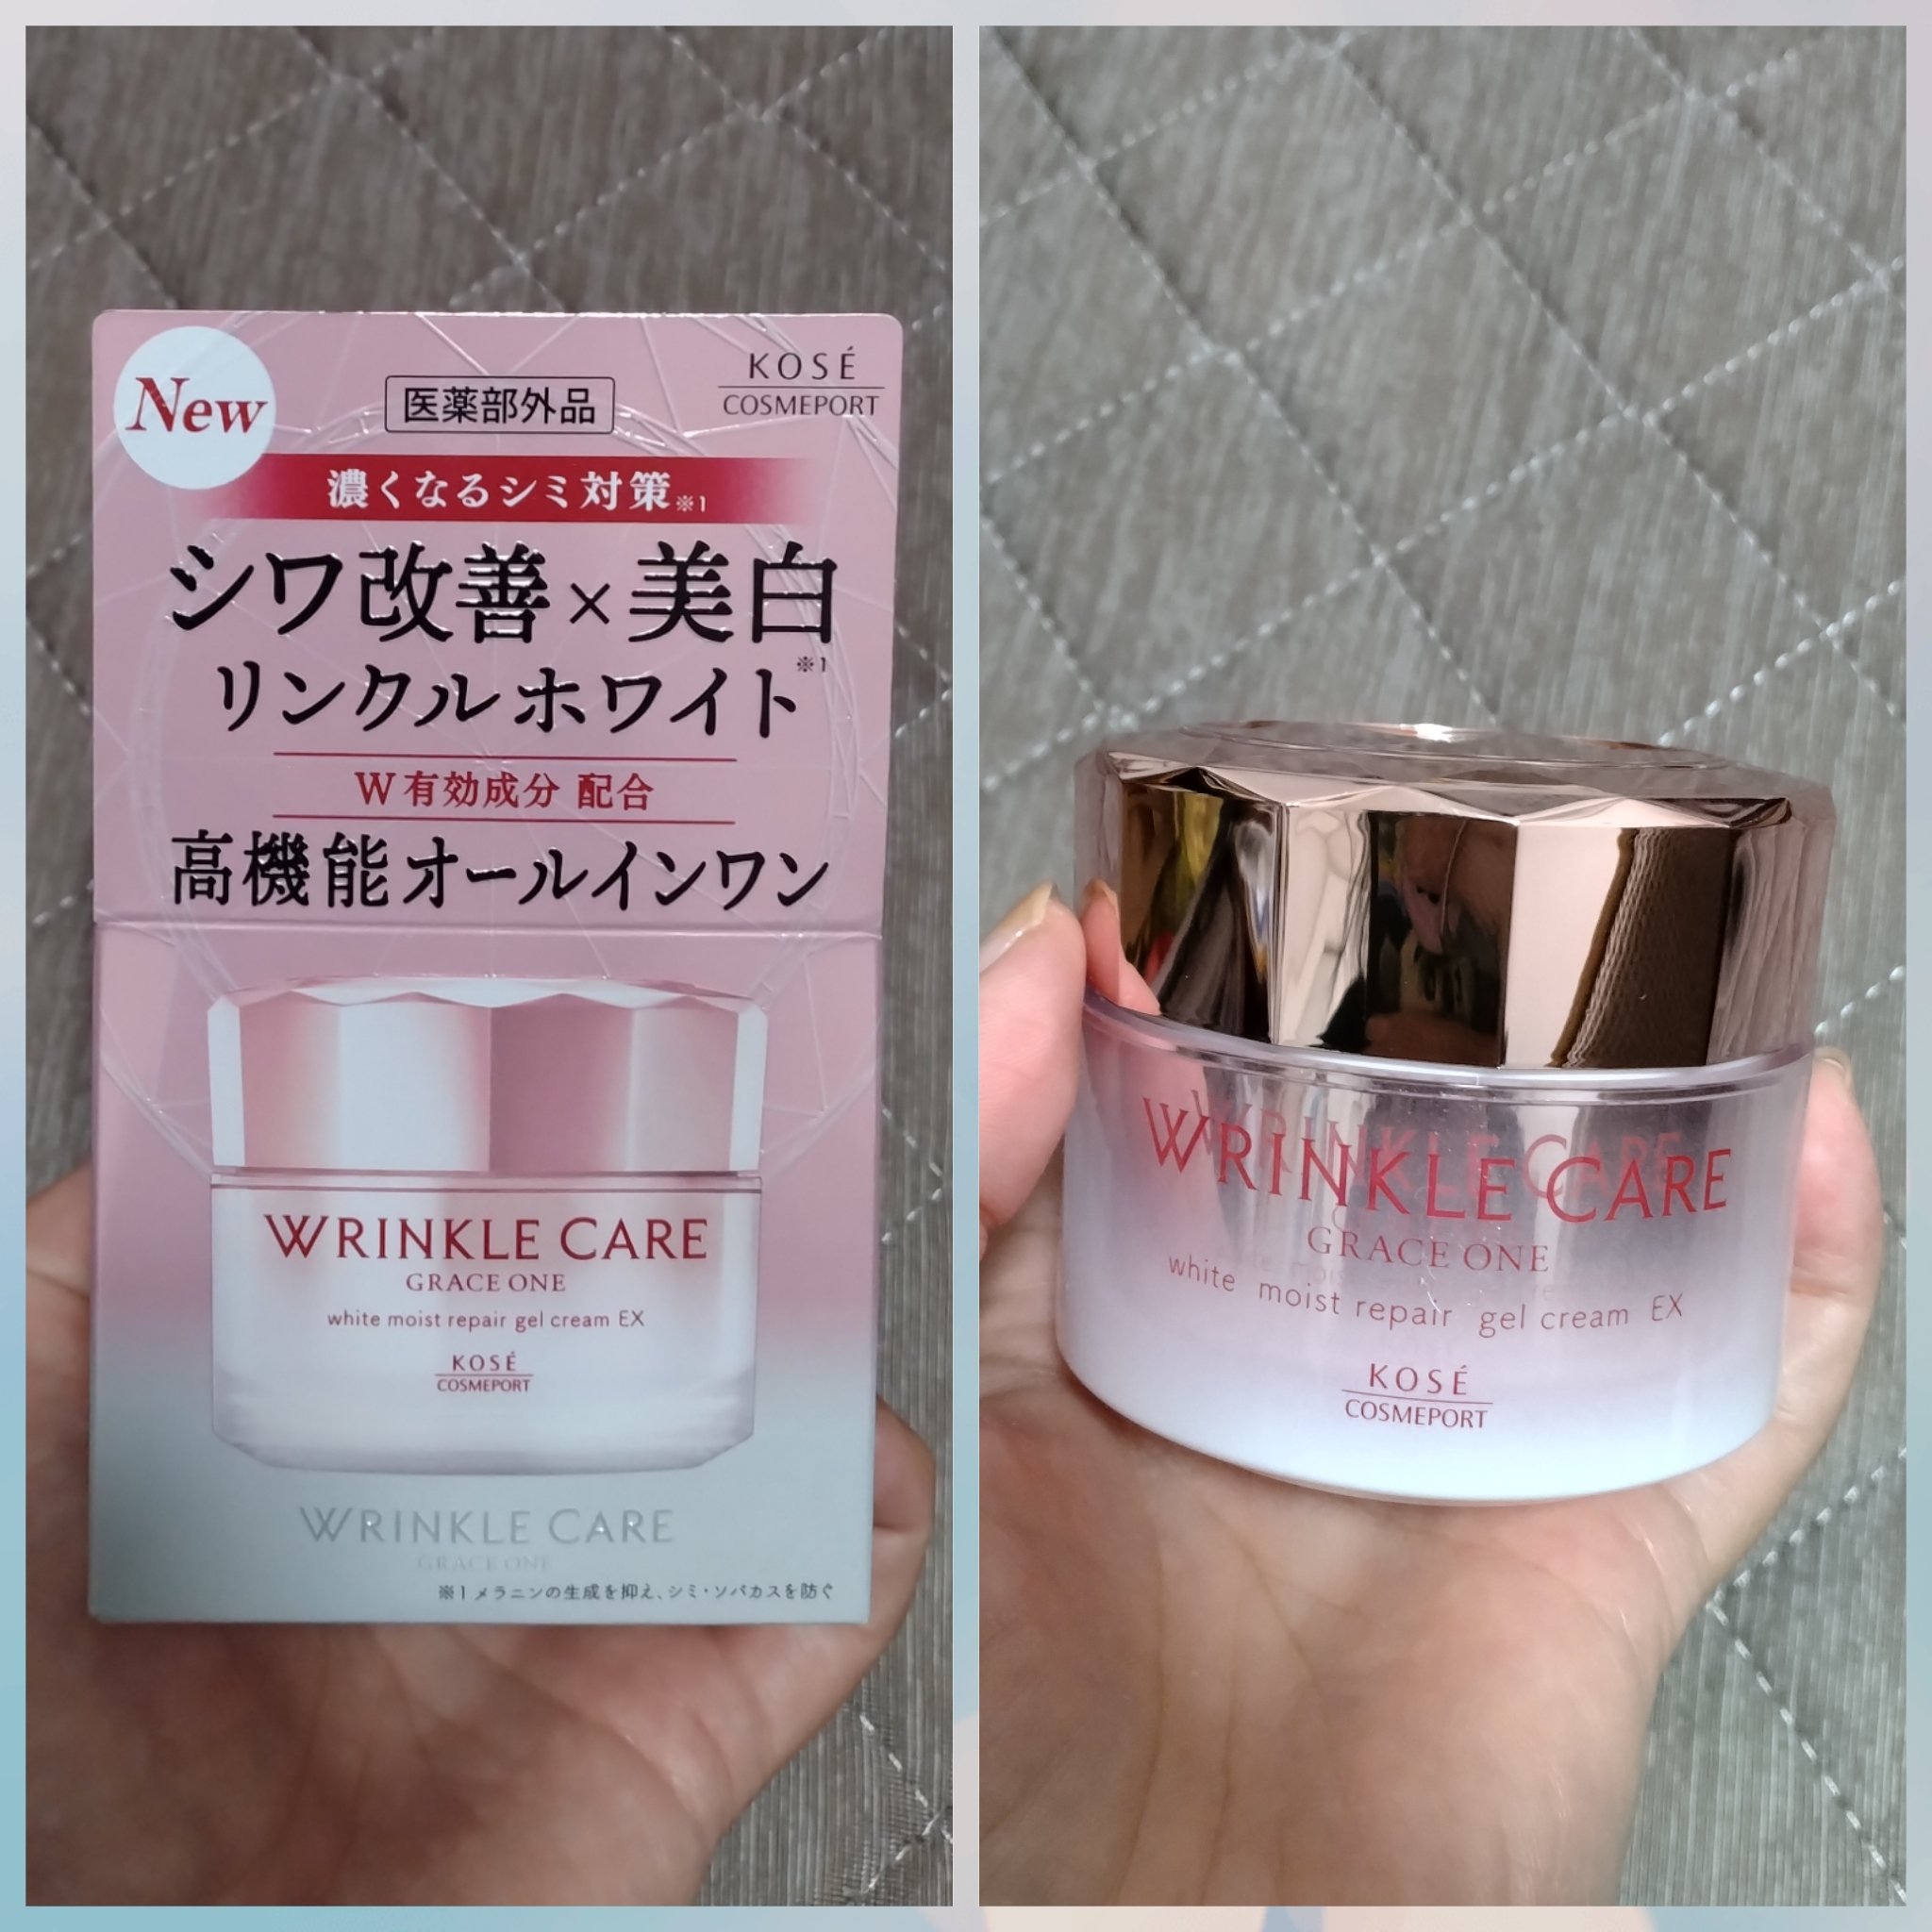 New
医薬部外品
KOSÉ
COSMEPORT
濃くなるシミ対策※1
シワ改善×美白※1
リンクルホワイト
W有効成分 配合
高機能オールインワン
WRINKLE CARE
GRACE ONE
white moist repair gel cream EX
KOSÉ
COSMEPORT
WRINKLE CARE
GRACE ONE
※1 メラニンの生成を抑え、シミ・ソバカスを防ぐ
WRINKLE CARE
GRACE ONE
white moist repair gel cream EX
KOSÉ
COSMEPORT